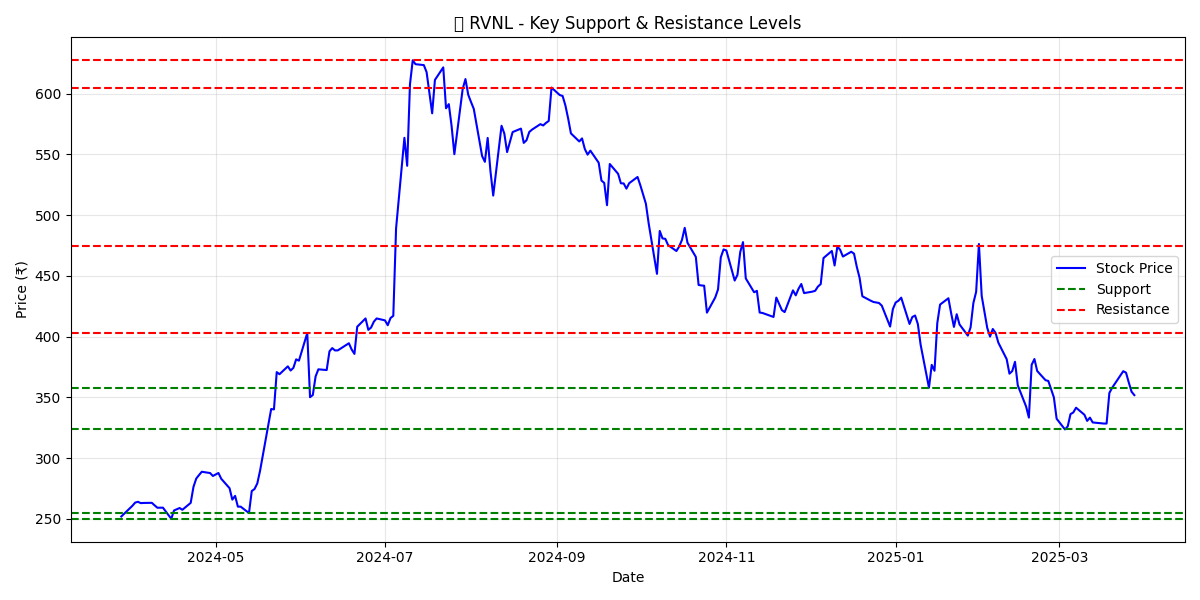 RVNL - Key Support & Resistance Levels
Price (₹)
600
550
500
450
400
350
300
250
Stock Price
Support
Resistance
2024-05
2024-07
2024-09
2024-11
2025-01
2025-03
Date